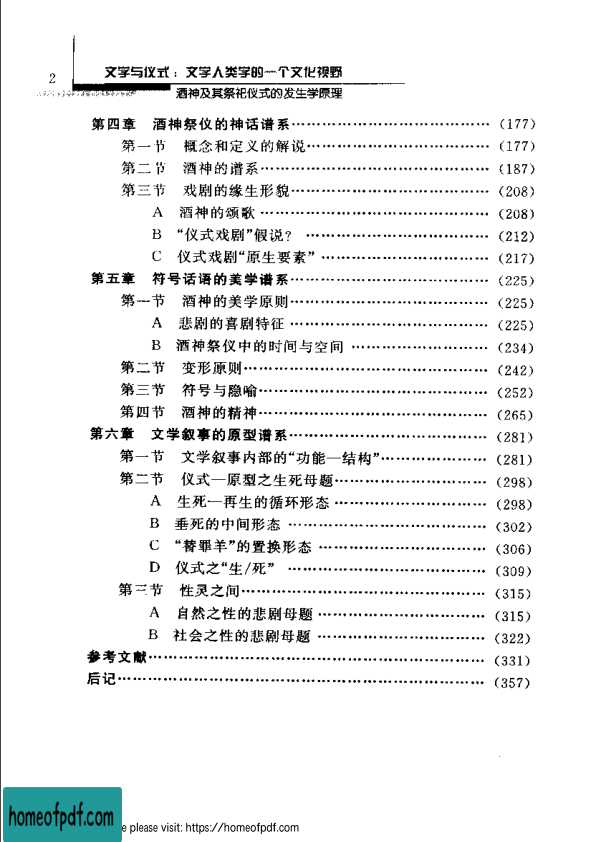 2
文学与仪式：文学人类学的一个文化视野
酒神及其祭祀仪式的发生学原理
第四章 酒神祭仪的神话谱系……………………………（177）
第一节 概念和定义的解说……………………………（177）
第二节 酒神的谱系……………………………（187）
第三节 戏剧的缘生形貌……………………………（208）
A 酒神的颂歌……………………………（208）
B “仪式戏剧”假说？……………………………（212）
C 仪式戏剧“原生要素”……………………………（217）
第五章 符号话语的美学谱系……………………………（225）
第一节 酒神的美学原则……………………………（225）
A 悲剧的喜剧特征……………………………（225）
B 酒神祭仪中的时间与空间……………………………（234）
第二节 变形原则……………………………（242）
第三节 符号与隐喻……………………………（252）
第四节 酒神的精神……………………………（265）
第六章 文学叙事的原型谱系……………………………（281）
第一节 文学叙事内部的“功能—结构”……………………………（281）
第二节 仪式—原型之生死母题……………………………（298）
A 生死—再生的循环形态……………………………（298）
B 垂死的中间形态……………………………（302）
C “替罪羊”的置换形态……………………………（306）
D 仪式之“生/死”……………………………（309）
第三节 性灵之间……………………………（315）
A 自然之性的悲剧母题……………………………（315）
B 社会之性的悲剧母题……………………………（322）
参考文献……………………………（331）
后记……………………………（357）
homeofpdf.com
e please visit: https://homeofpdf.com